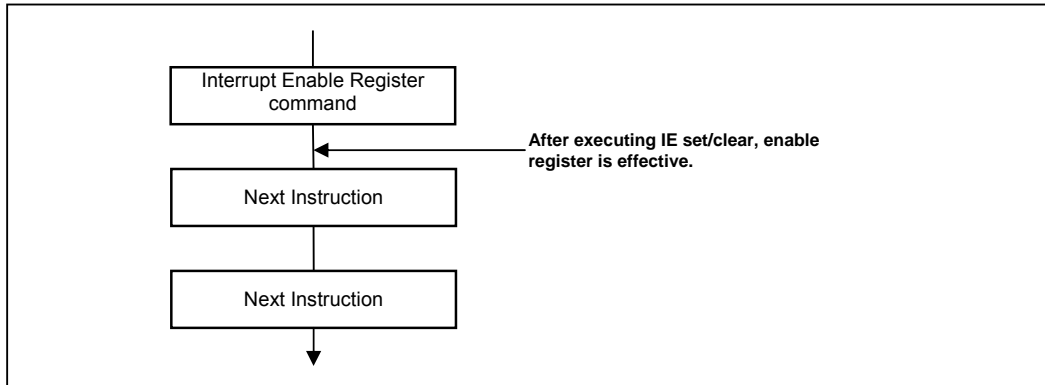 Interrupt Enable Register
command
After executing IE set/clear, enable
register is effective.
Next Instruction
Next Instruction